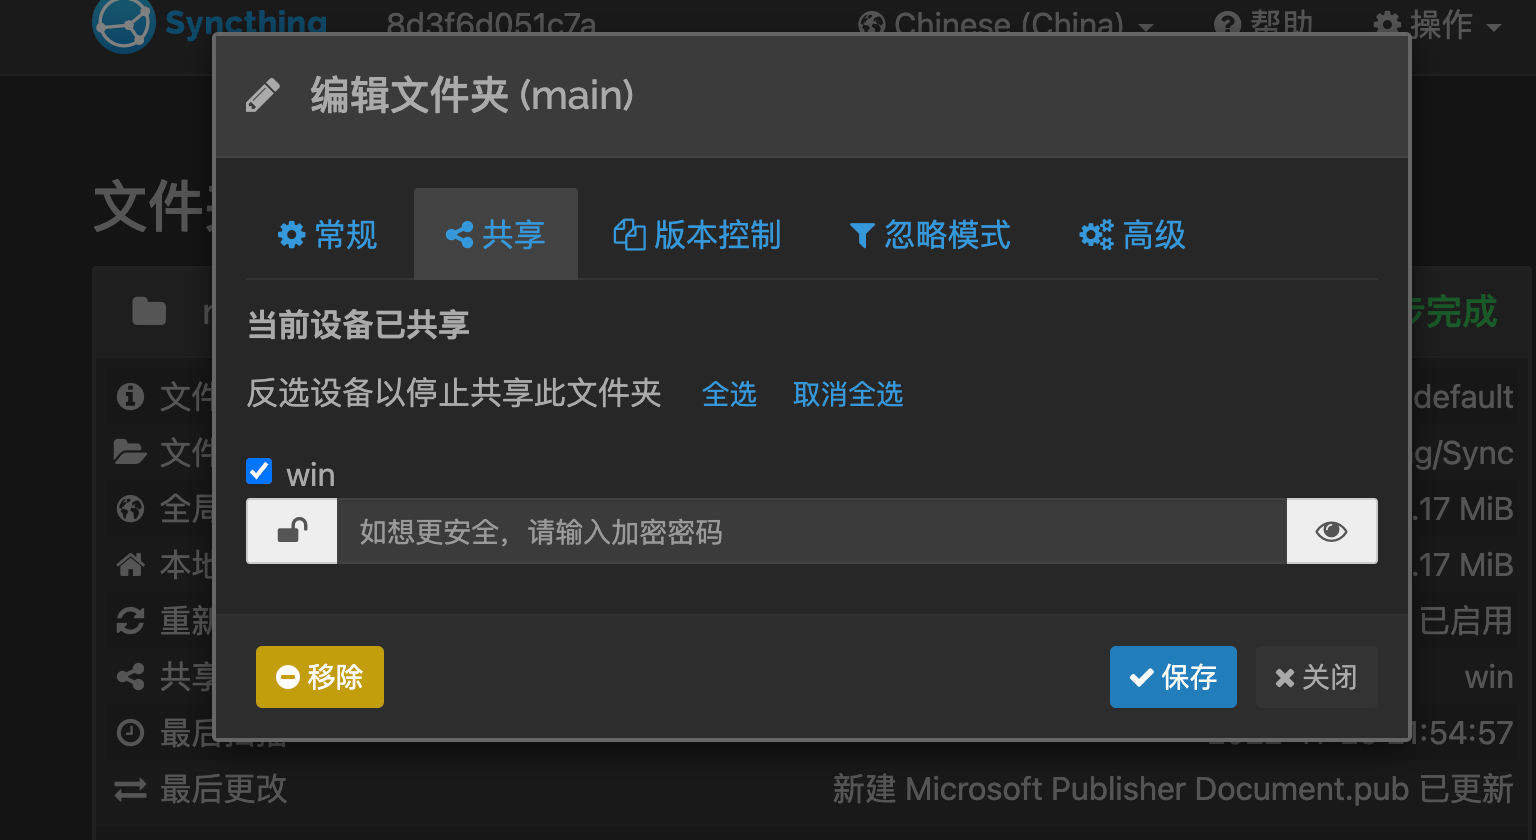 Syncthing 8d3f6d051c7a Chinese (China) 帮助 操作
编辑文件夹 (main)
文件
常规 共享 版本控制 忽略模式 高级
完成
当前设备已共享
反选设备以停止共享此文件夹 全选 取消全选
文件 default
文件 g/Sync
win
全局 .17 MiB
如想更安全，请输入加密密码
本地 .17 MiB
重新 已启用
移除 保存 关闭
共享 win
最后 1:54:57
最后更改 新建 Microsoft Publisher Document.pub 已更新